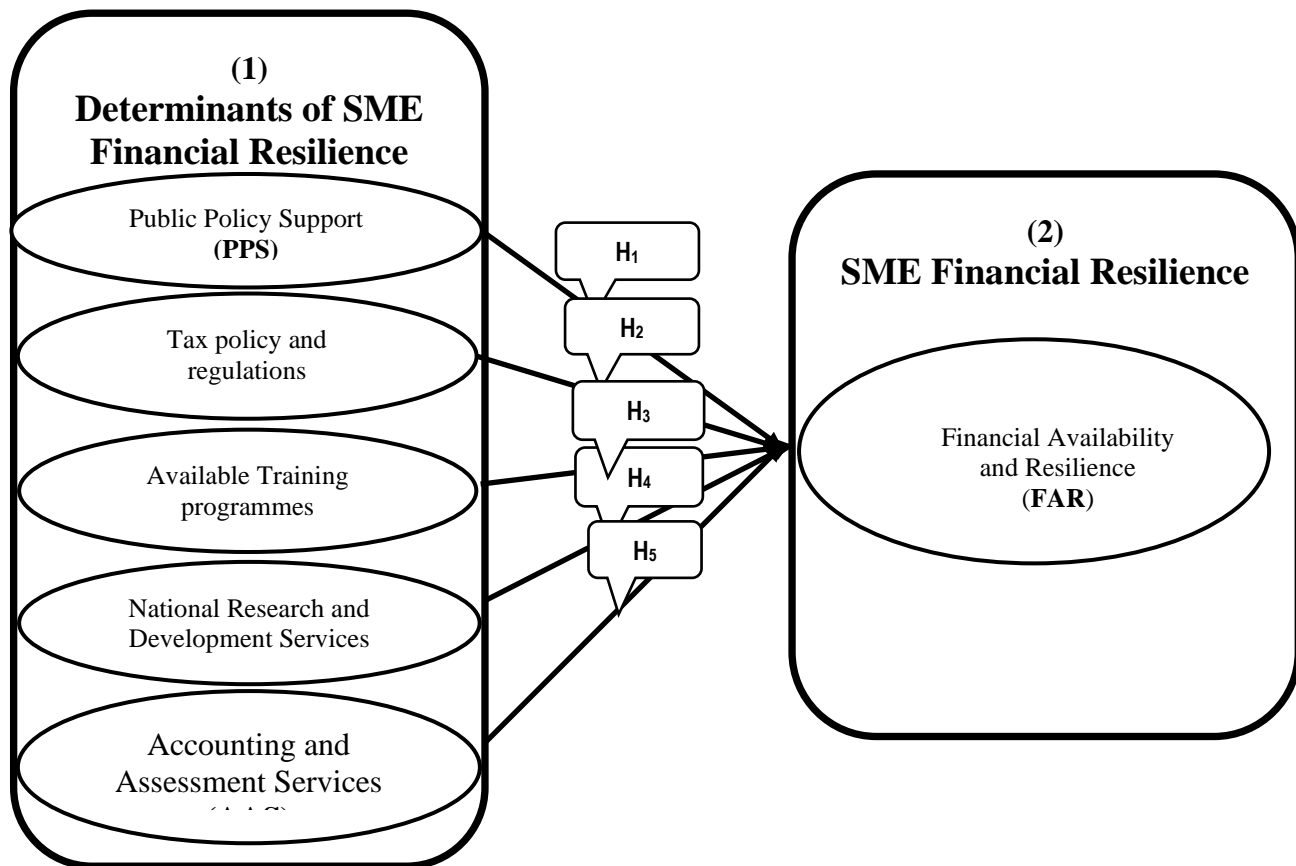 (1)
Determinants of SME
Financial Resilience
Public Policy Support
(PPS)
Tax policy and
regulations
Available Training
programmes
National Research and
Development Services
Accounting and
Assessment Services
H₁
H₂
H₃
H₄
H₅
(2)
SME Financial Resilience
Financial Availability
and Resilience
(FAR)